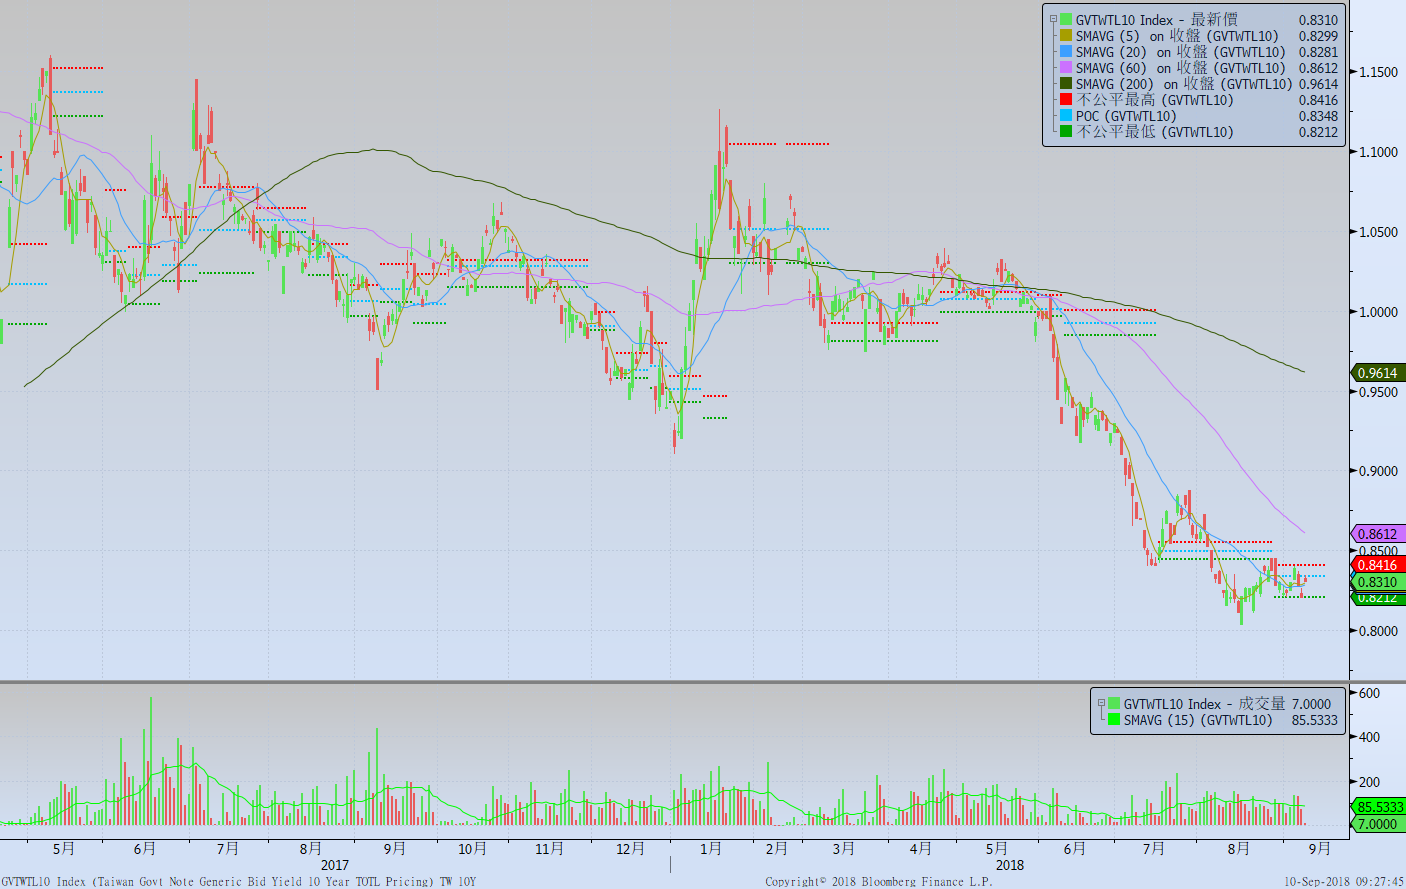 GVTWTL10 Index - 最新價 0.8310
SMAVG (5) on 收盤 (GVTWTL10) 0.8299
SMAVG (20) on 收盤 (GVTWTL10) 0.8281
SMAVG (60) on 收盤 (GVTWTL10) 0.8612
SMAVG (200) on 收盤 (GVTWTL10) 0.9614
不公平最高 (GVTWTL10) 0.8416
POC (GVTWTL10) 0.8348
不公平最低 (GVTWTL10) 0.8212
1.1500
1.1000
1.0500
1.0000
0.9614
0.9500
0.9000
0.8612
0.8500
0.8416
0.8310
0.8212
0.8000
GVTWTL10 Index - 成交量 7.0000
SMAVG (15) (GVTWTL10) 85.5333
600
400
200
85.5333
7.0000
5月 6月 7月 8月 9月 10月 11月 12月 1月 2月 3月 4月 5月 6月 7月 8月 9月
2017 2018
GVTWTL10 Index (Taiwan Govt Note Generic Bid Yield 10 Year TOTL Pricing) TW 10Y Copyright© 2018 Bloomberg Finance L.P. 10-Sep-2018 09:27:45